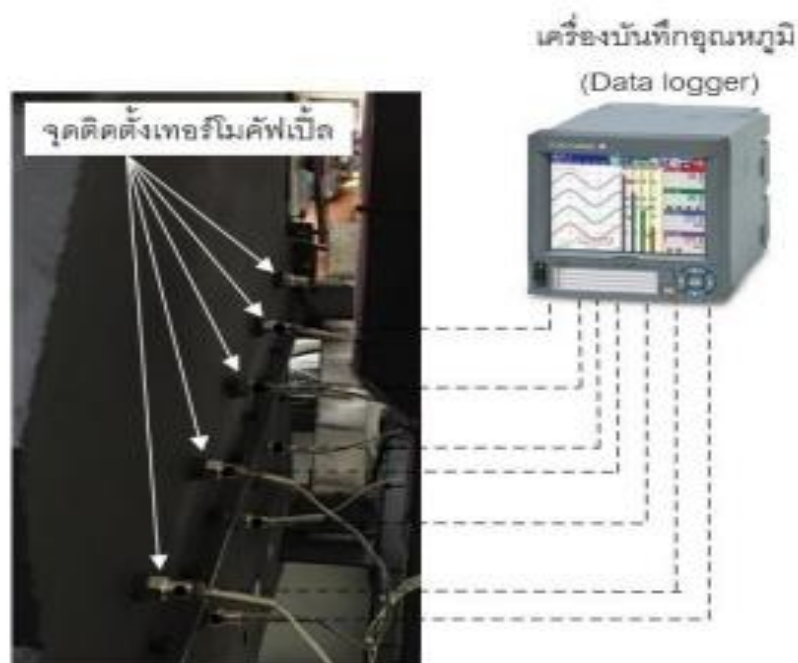 เครื่องบันทึกอุณหภูมิ
(Data logger)
จุดติดตั้งเทอร์โมคัฟเปิ้ล